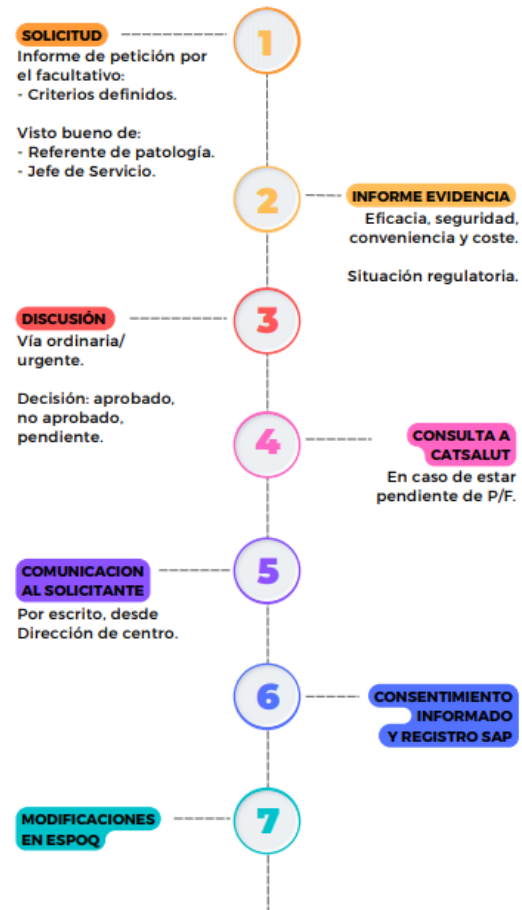 1
SOLICITUD
Informe de petición por
el facultativo:
- Criterios definidos.
Visto bueno de:
- Referente de patología.
- Jefe de Servicio.
2
INFORME EVIDENCIA
Eficacia, seguridad,
conveniencia y coste.
Situación regulatoria.
3
DISCUSIÓN
Vía ordinaria/
urgente.
Decisión: aprobado,
no aprobado,
pendiente.
4
CONSULTA A
CATSALUT
En caso de estar
pendiente de P/F.
5
COMUNICACION
AL SOLICITANTE
Por escrito, desde
Dirección de centro.
6
CONSENTIMIENTO
INFORMADO
Y REGISTRO SAP
7
MODIFICACIONES
EN ESPOQ